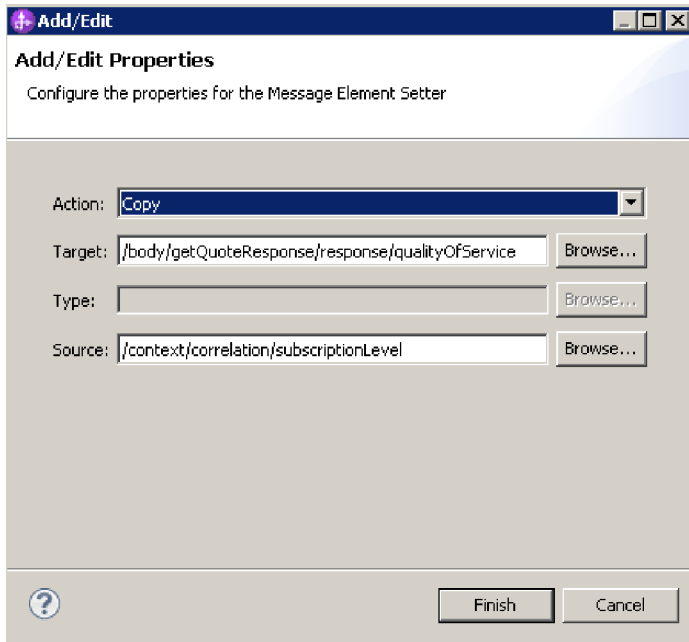 Add/Edit
Add/Edit Properties
Configure the properties for the Message Element Setter
Action: Copy
Target: /body/getQuoteResponse/response/qualityOfService Browse...
Type: Browse...
Source: /context/correlation/subscriptionLevel Browse...
? Finish Cancel